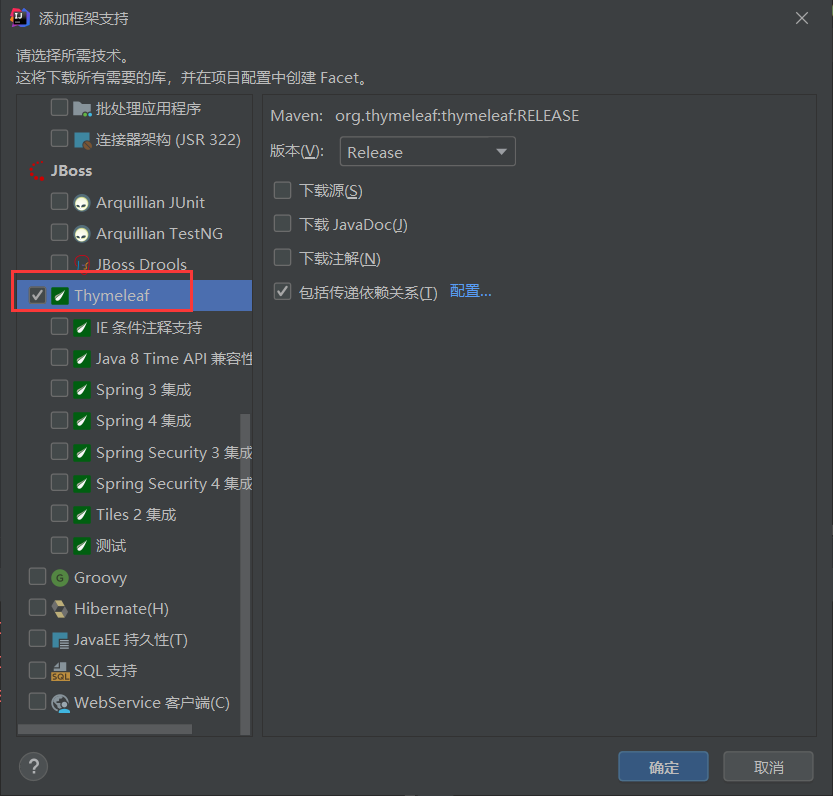 添加框架支持
请选择所需技术。
这将下载所有需要的库，并在项目配置中创建 Facet。
批处理应用程序
连接器架构 (JSR 322)
JBoss
Arquillian JUnit
Arquillian TestNG
JBoss Drools
Thymeleaf
IE 条件注释支持
Java 8 Time API 兼容性
Spring 3 集成
Spring 4 集成
Spring Security 3 集成
Spring Security 4 集成
Tiles 2 集成
测试
Groovy
Hibernate(H)
JavaEE 持久性(T)
SQL 支持
WebService 客户端(C)
Maven: org.thymeleaf:thymeleaf:RELEASE
版本(V): Release
下载源(S)
下载 JavaDoc(J)
下载注解(N)
包括传递依赖关系(T) 配置...
?
确定 取消